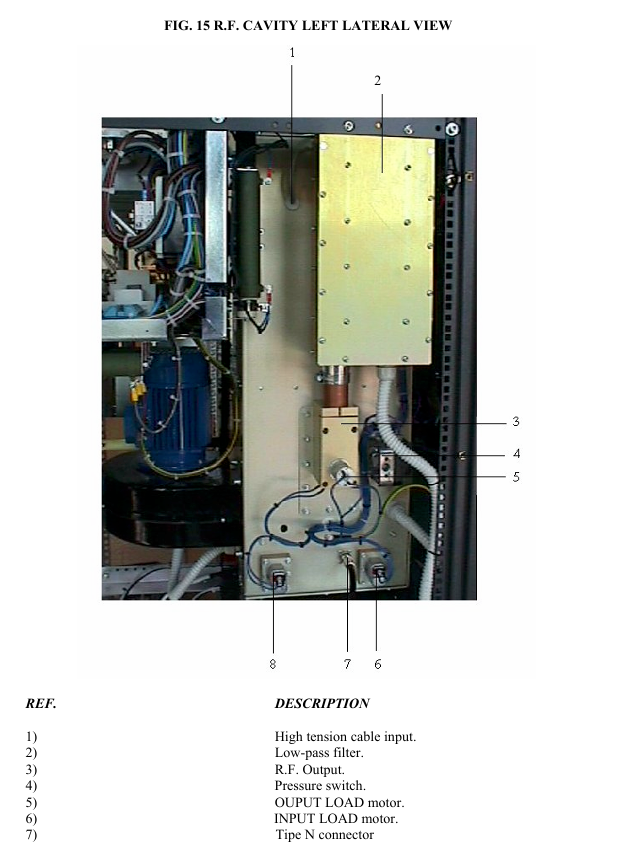 FIG. 15 R.F. CAVITY LEFT LATERAL VIEW
1
2
3
4
5
8
7
6
REF. DESCRIPTION
1) High tension cable input.
2) Low-pass filter.
3) R.F. Output.
4) Pressure switch.
5) OUPUT LOAD motor.
6) INPUT LOAD motor.
7) Tipe N connector